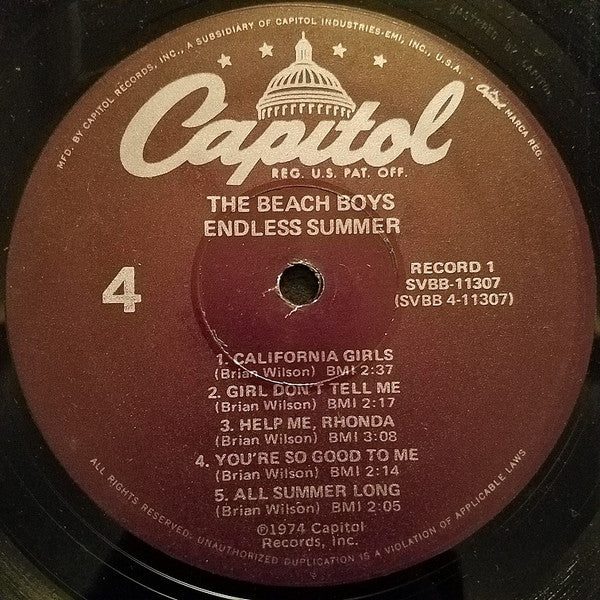 MFD. BY CAPITOL RECORDS, INC., A SUBSIDIARY OF CAPITOL INDUSTRIES-EMI, INC., U.S.A. Capitol MARCA REG.
Capitol
REG. U.S. PAT. OFF.
THE BEACH BOYS
ENDLESS SUMMER
4
RECORD 1
SVBB-11307
(SVBB 4-11307)
1. CALIFORNIA GIRLS
(Brian Wilson) BMI 2:37
2. GIRL DON'T TELL ME
(Brian Wilson) BMI 2:17
3. HELP ME, RHONDA
(Brian Wilson) BMI 3:08
4. YOU'RE SO GOOD TO ME
(Brian Wilson) BMI 2:14
5. ALL SUMMER LONG
(Brian Wilson) BMI 2:05
℗1974 Capitol
Records, Inc.
ALL RIGHTS RESERVED. UNAUTHORIZED DUPLICATION IS A VIOLATION OF APPLICABLE LAWS